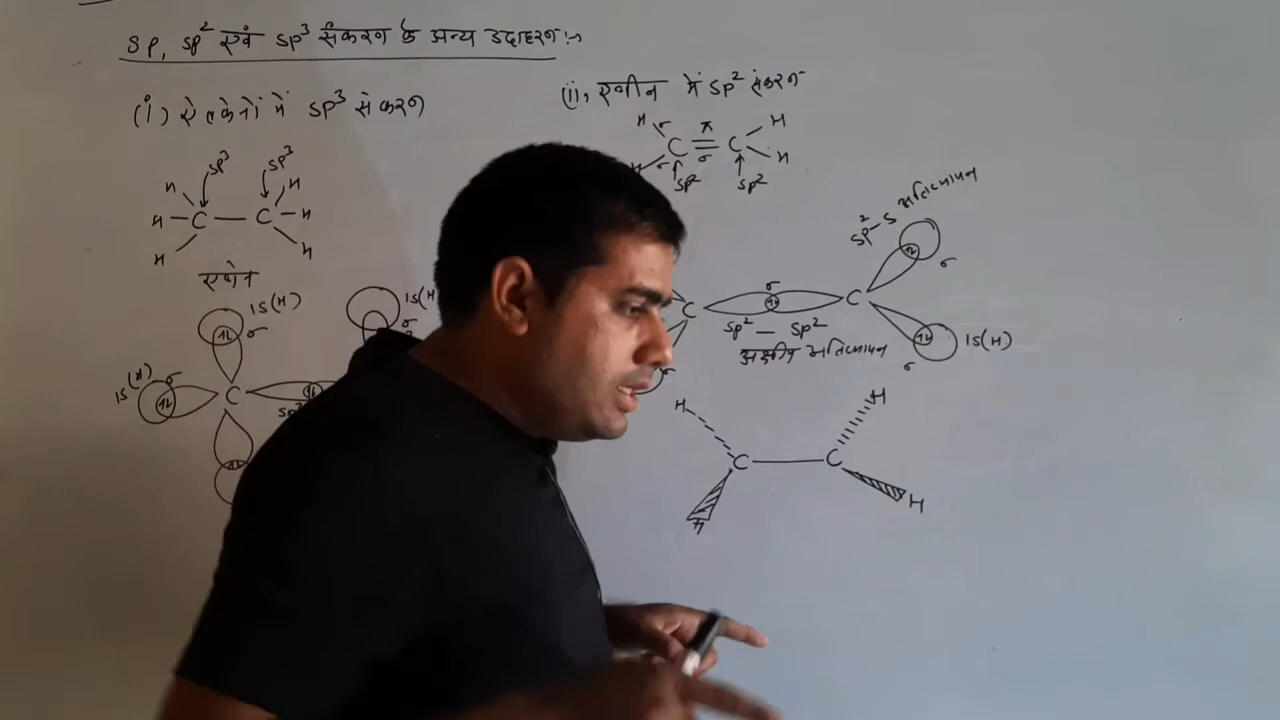 sp, sp² एवं sp³ संकरण के अन्य उदाहरण :-
(i) ऐल्केनों में sp³ संकरण
sp³ sp³
H H
H - C - C - H
H H
एथेन
1s(H)
σ
1s(H)
σ
1s(H)
σ
C
(ii) एथीन में sp² संकरण
H σ π H
C = C
σ σ H
sp² sp²
sp² - s अतिव्यापन
σ
C σ C
sp² - sp²
अक्षीय अतिव्यापन
1s(H)
σ
σ
H H
C C
H H